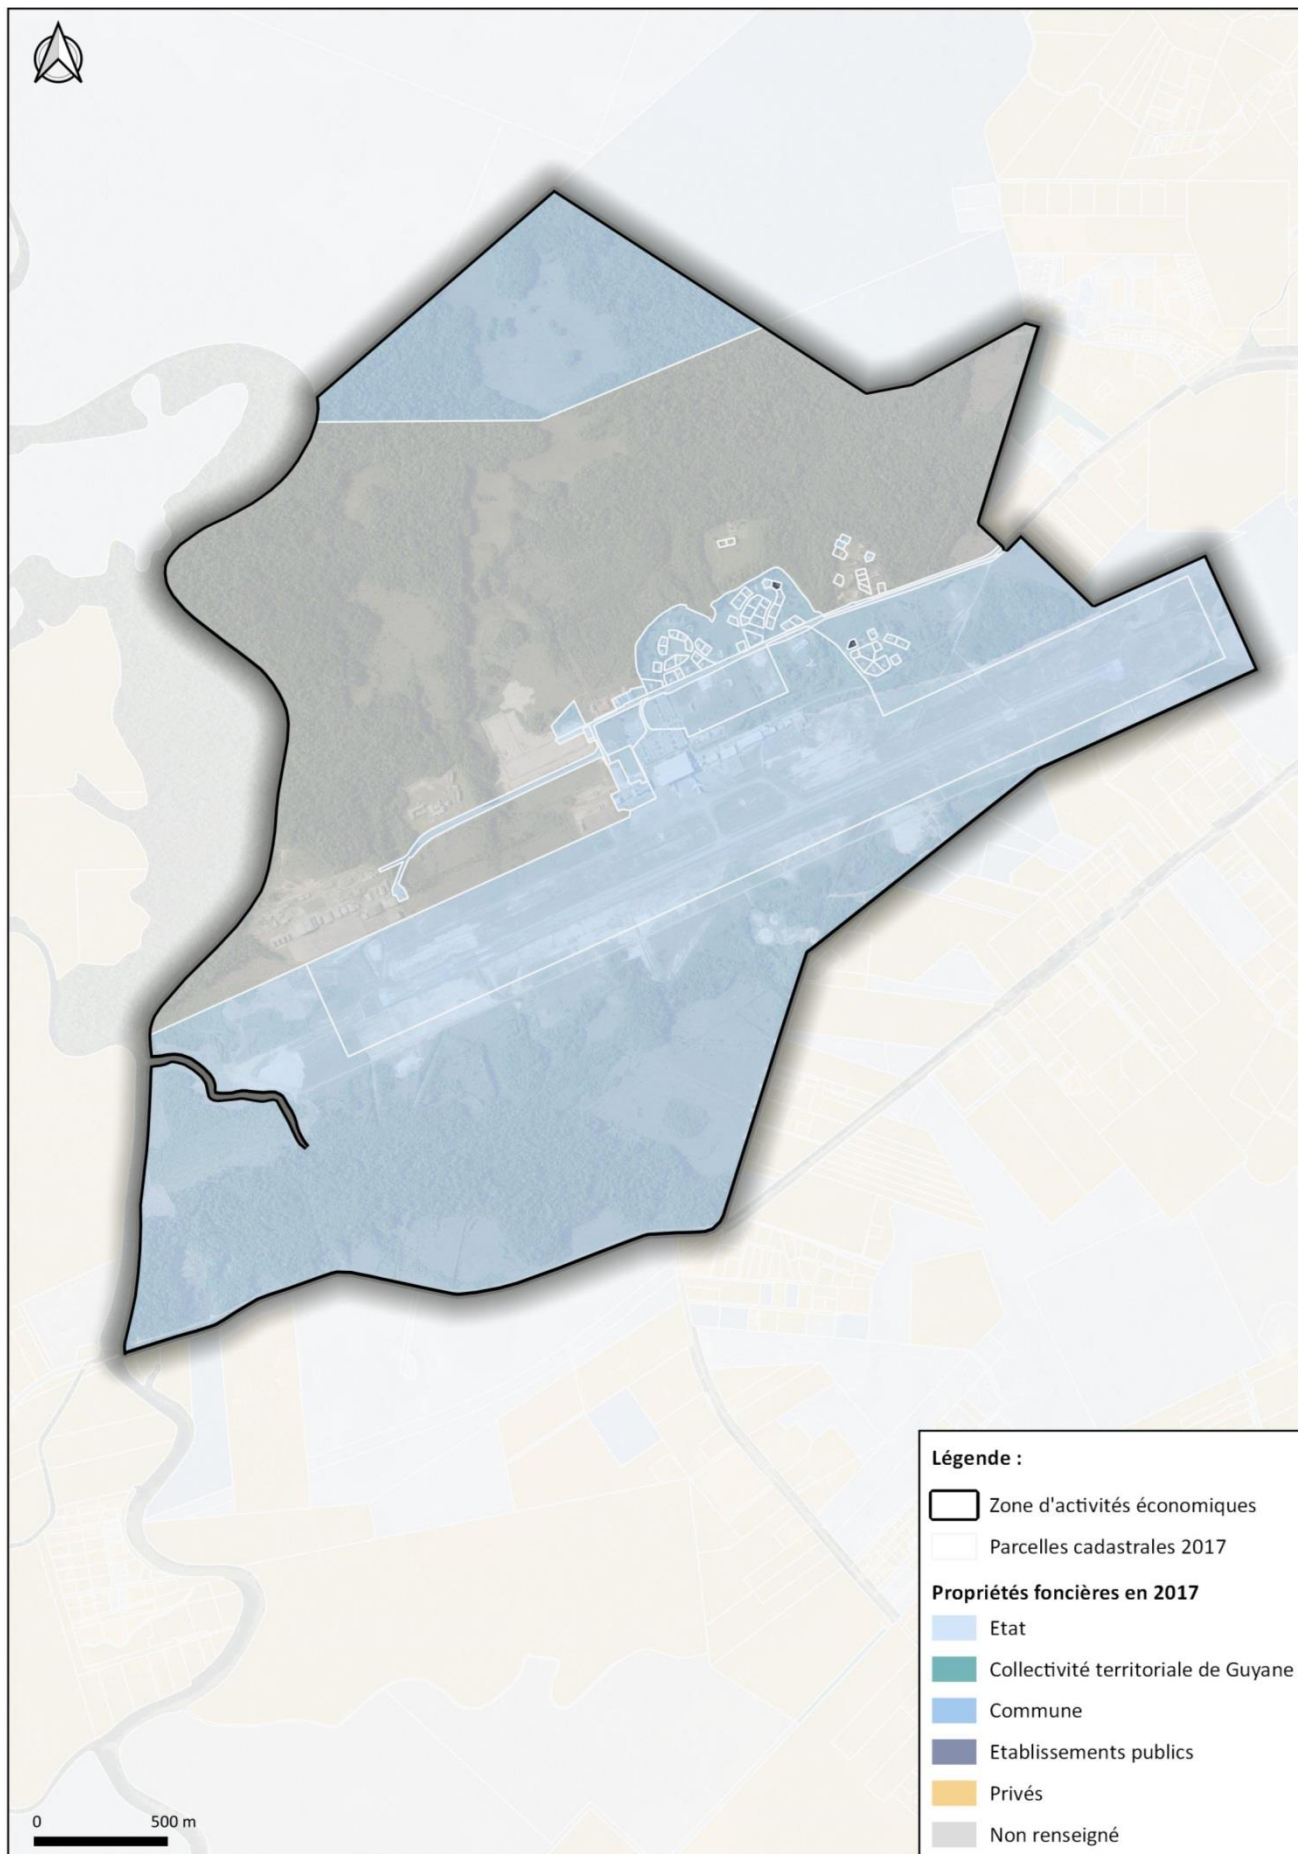 Légende :
Zone d'activités économiques
Parcelles cadastrales 2017
Propriétés foncières en 2017
Etat
Collectivité territoriale de Guyane
Commune
Etablissements publics
Privés
Non renseigné
0 500 m